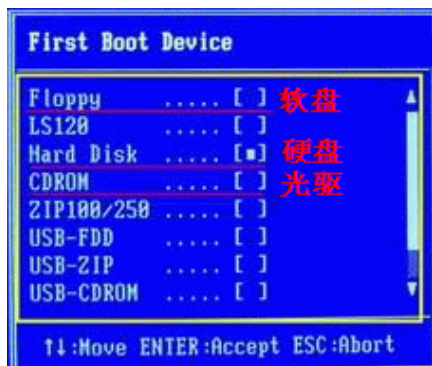 First Boot Device
Floppy ..... [ ] 软盘
LS120 ..... [ ]
Hard Disk ..... [■] 硬盘
CDROM ..... [ ] 光驱
ZIP100/250 ..... [ ]
USB-FDD ..... [ ]
USB-ZIP ..... [ ]
USB-CDROM ..... [ ]
↑↓:Move ENTER:Accept ESC:Abort